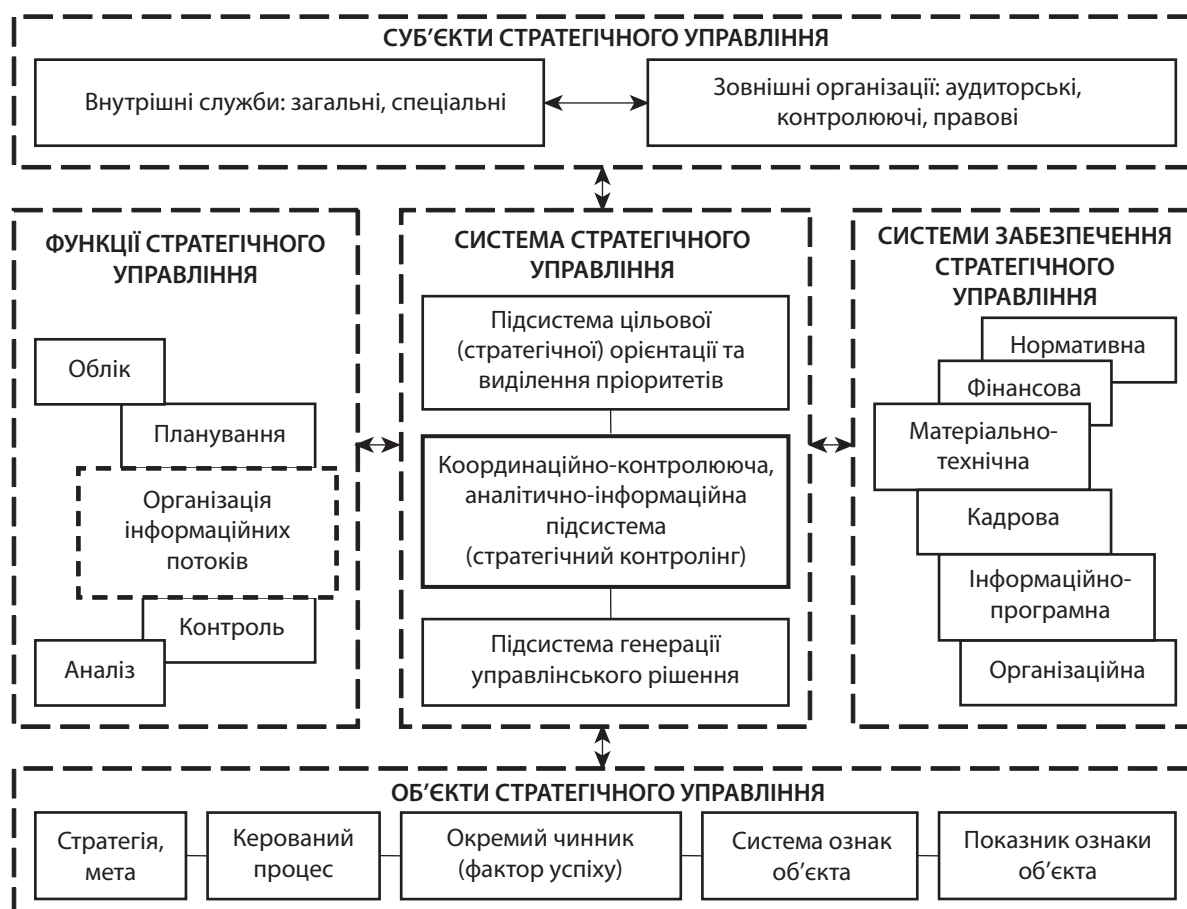 СУБ’ЄКТИ СТРАТЕГІЧНОГО УПРАВЛІННЯ
Внутрішні служби: загальні, спеціальні
Зовнішні організації: аудиторські,
контролюючі, правові
ФУНКЦІЇ СТРАТЕГІЧНОГО
УПРАВЛІННЯ
Облік
Планування
Організація
інформаційних
потоків
Контроль
Аналіз
СИСТЕМА СТРАТЕГІЧНОГО
УПРАВЛІННЯ
Підсистема цільової
(стратегічної) орієнтації та
виділення пріоритетів
Координаційно-контролююча,
аналітично-інформаційна
підсистема
(стратегічний контролінг)
Підсистема генерації
управлінського рішення
СИСТЕМИ ЗАБЕЗПЕЧЕННЯ
СТРАТЕГІЧНОГО
УПРАВЛІННЯ
Нормативна
Фінансова
Матеріально-
технічна
Кадрова
Інформаційно-
програмна
Організаційна
ОБ’ЄКТИ СТРАТЕГІЧНОГО УПРАВЛІННЯ
Стратегія,
мета
Керований
процес
Окремий чинник
(фактор успіху)
Система ознак
об’єкта
Показник ознаки
об’єкта